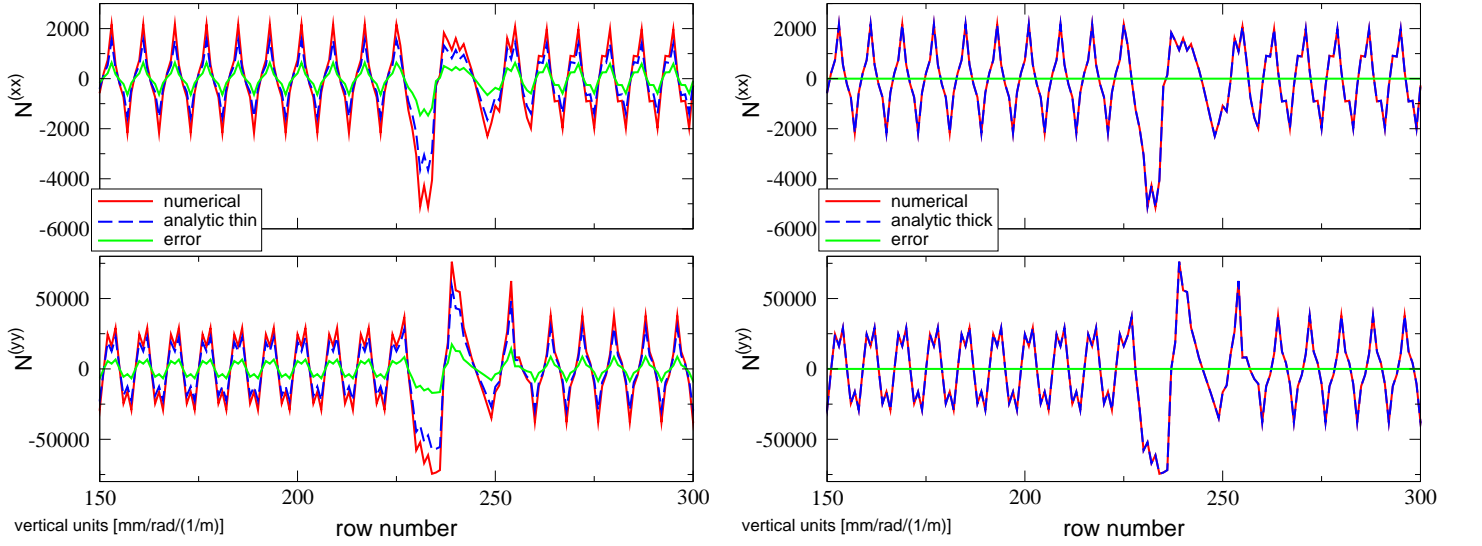 2000
0
-2000
-4000
-6000
N(xx)
numerical
analytic thin
error
50000
0
-50000
N(yy)
150
200
250
300
vertical units [mm/rad/(1/m)]
row number
2000
0
-2000
-4000
-6000
N(xx)
numerical
analytic thick
error
50000
0
-50000
N(yy)
150
200
250
300
vertical units [mm/rad/(1/m)]
row number